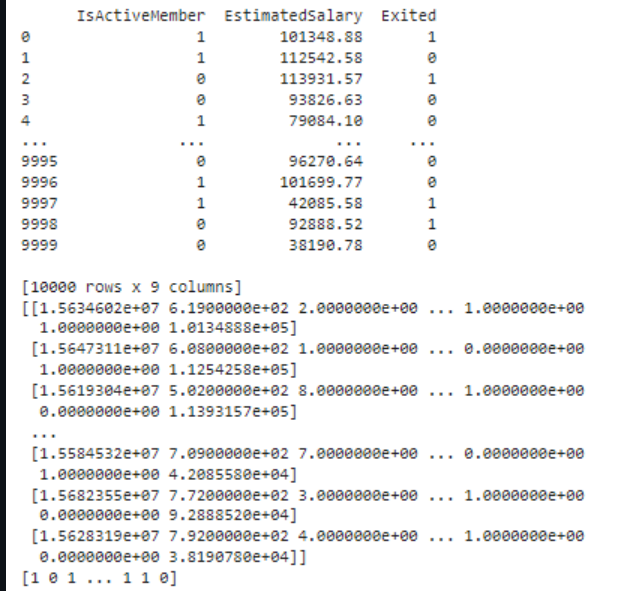 IsActiveMember EstimatedSalary Exited
0 1 101348.88 1
1 1 112542.58 0
2 0 113931.57 1
3 0 93826.63 0
4 1 79084.10 0
... ... ... ...
9995 0 96270.64 0
9996 1 101699.77 0
9997 1 42085.58 1
9998 0 92888.52 1
9999 0 38190.78 0
[10000 rows x 9 columns]
[[1.5634602e+07 6.1900000e+02 2.0000000e+00 ... 1.0000000e+00
1.0000000e+00 1.0134888e+05]
[1.5647311e+07 6.0800000e+02 1.0000000e+00 ... 0.0000000e+00
1.0000000e+00 1.1254258e+05]
[1.5619304e+07 5.0200000e+02 8.0000000e+00 ... 1.0000000e+00
0.0000000e+00 1.1393157e+05]
...
[1.5584532e+07 7.0900000e+02 7.0000000e+00 ... 0.0000000e+00
1.0000000e+00 4.2085580e+04]
[1.5682355e+07 7.7200000e+02 3.0000000e+00 ... 1.0000000e+00
0.0000000e+00 9.2888520e+04]
[1.5628319e+07 7.9200000e+02 4.0000000e+00 ... 1.0000000e+00
0.0000000e+00 3.8190780e+04]]
[1 0 1 ... 1 1 0]